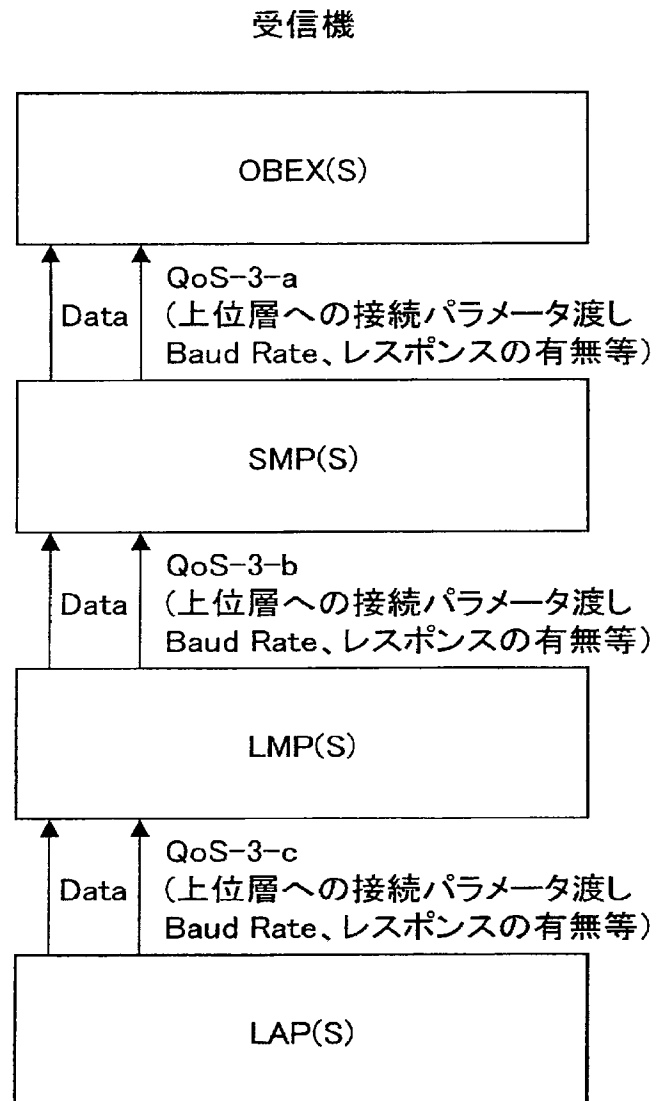 受信機
OBEX(S)
Data
QoS-3-a
(上位層への接続パラメータ渡し
Baud Rate、レスポンスの有無等)
SMP(S)
Data
QoS-3-b
(上位層への接続パラメータ渡し
Baud Rate、レスポンスの有無等)
LMP(S)
Data
QoS-3-c
(上位層への接続パラメータ渡し
Baud Rate、レスポンスの有無等)
LAP(S)